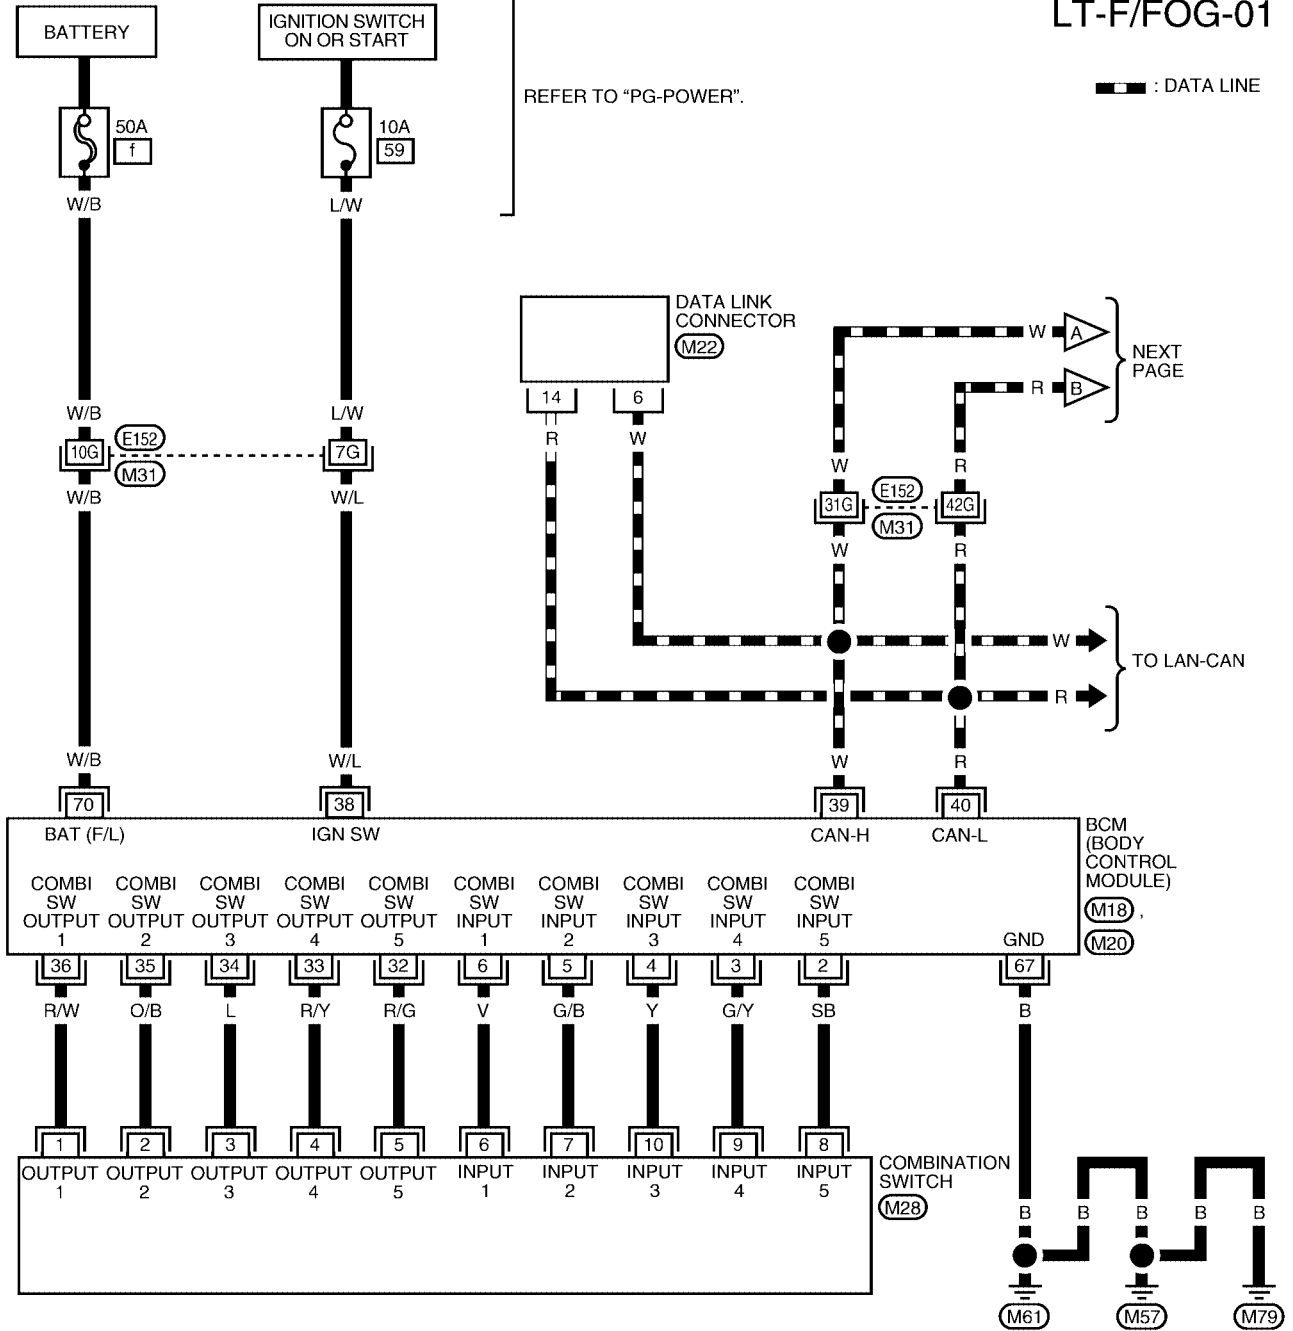 LT-F/FOG-01
BATTERY
IGNITION SWITCH
ON OR START
: DATA LINE
REFER TO “PG-POWER”.
50A
f
10A
59
W/B
L/W
DATA LINK
CONNECTOR
M22
W
A
NEXT
PAGE
R
B
14
6
R
W
W/B
L/W
10G
E152
M31
7G
W/B
W/L
W
R
31G
E152
M31
42G
W
R
W
TO LAN-CAN
R
W/B
W/L
W
R
70
38
39
40
BAT (F/L)
IGN SW
CAN-H
CAN-L
BCM
(BODY
CONTROL
MODULE)
M18 ,
M20
COMBI COMBI COMBI COMBI COMBI COMBI COMBI COMBI COMBI COMBI
SW SW SW SW SW SW SW SW SW SW
OUTPUT OUTPUT OUTPUT OUTPUT OUTPUT INPUT INPUT INPUT INPUT INPUT
1 2 3 4 5 1 2 3 4 5 GND
36 35 34 33 32 6 5 4 3 2 67
R/W O/B L R/Y R/G V G/B Y G/Y SB B
1 2 3 4 5 6 7 10 9 8
OUTPUT OUTPUT OUTPUT OUTPUT OUTPUT INPUT INPUT INPUT INPUT INPUT
1 2 3 4 5 1 2 3 4 5
COMBINATION
SWITCH
M28
B B B B B
M61 M57 M79